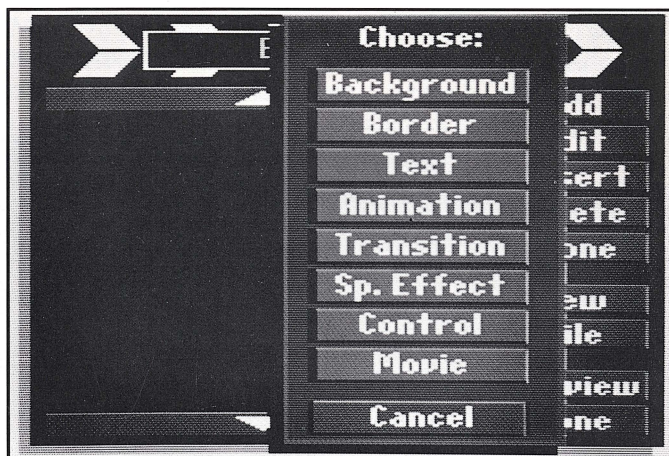 Choose:
Background
Border
Text
Animation
Transition
Sp. Effect
Control
Movie
Cancel